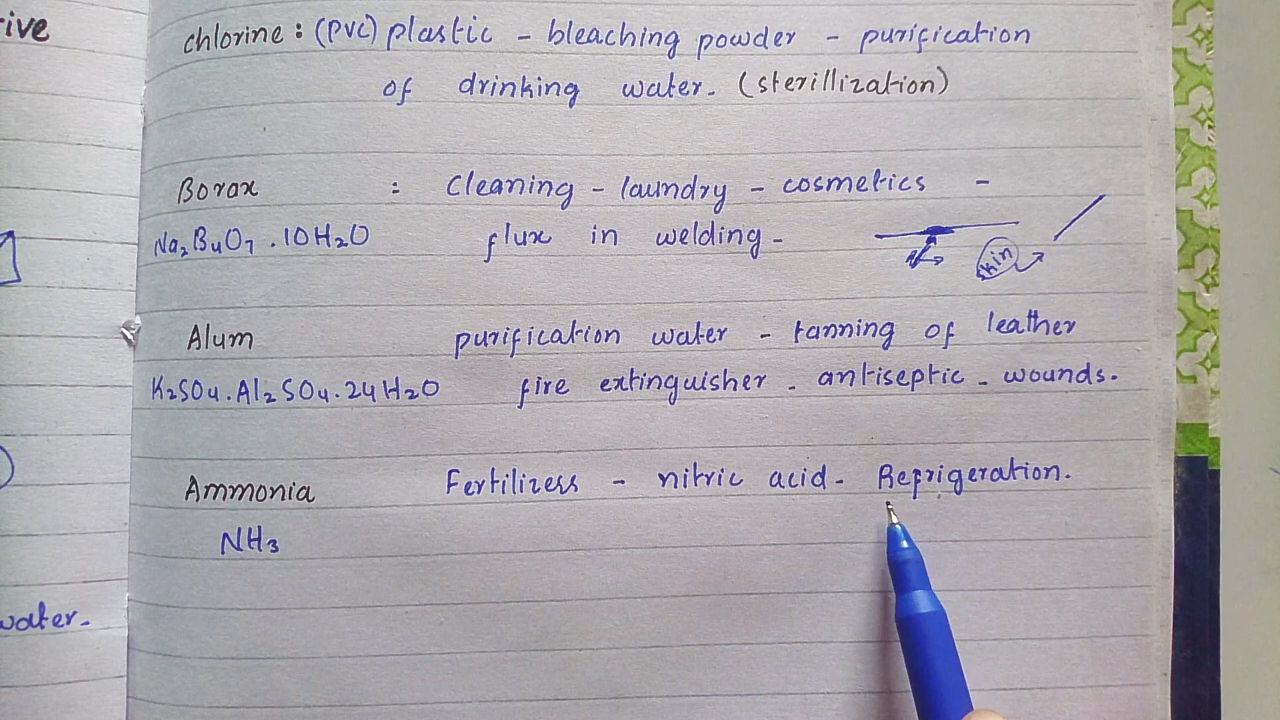 rive
chlorine : (PVC) plastic - bleaching powder - purification
of drinking water. (sterillization)
Borax : Cleaning - laundry - cosmetics -
Na₂B₄O₇ .10H₂O flux in welding -
skin
Alum purification water - tanning of leather
K₂SO₄.Al₂SO₄.24H₂O fire extinguisher - antiseptic - wounds.
Ammonia Fertilizers - nitric acid - Refrigeration.
NH₃
water.